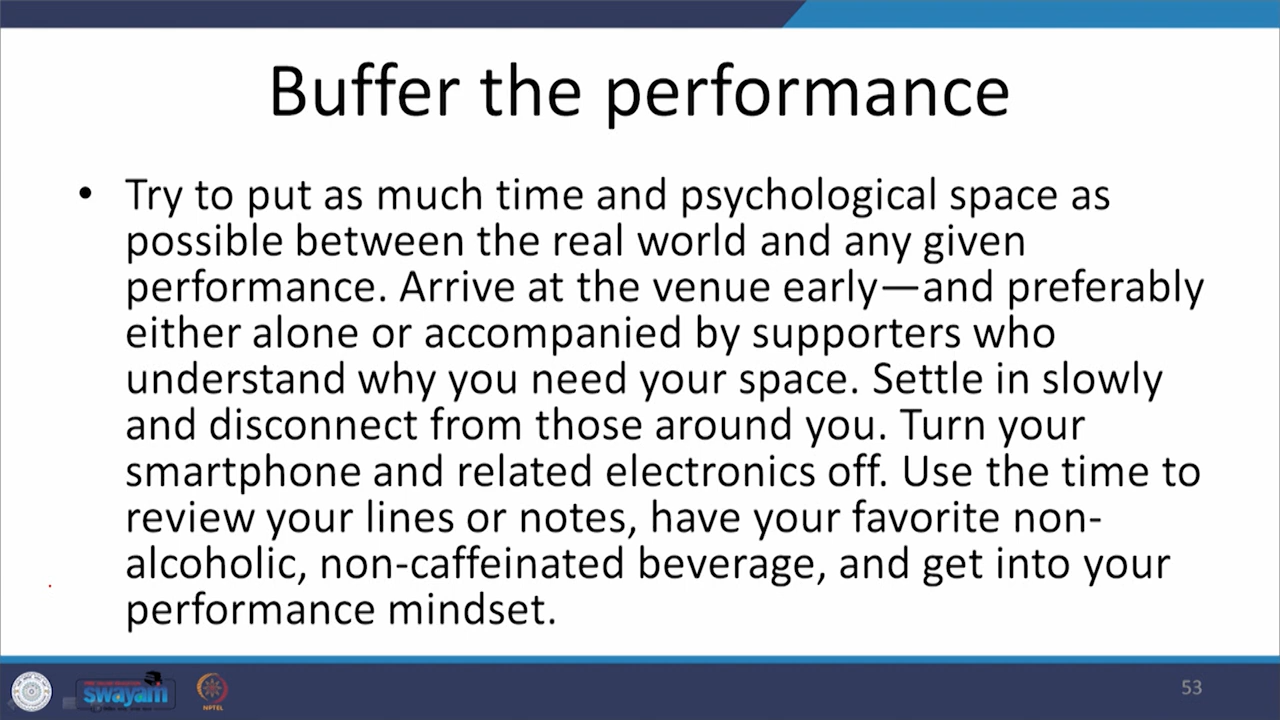 Buffer the performance
• Try to put as much time and psychological space as
possible between the real world and any given
performance. Arrive at the venue early—and preferably
either alone or accompanied by supporters who
understand why you need your space. Settle in slowly
and disconnect from those around you. Turn your
smartphone and related electronics off. Use the time to
review your lines or notes, have your favorite non-
alcoholic, non-caffeinated beverage, and get into your
performance mindset.
swayam
NPTEL
53